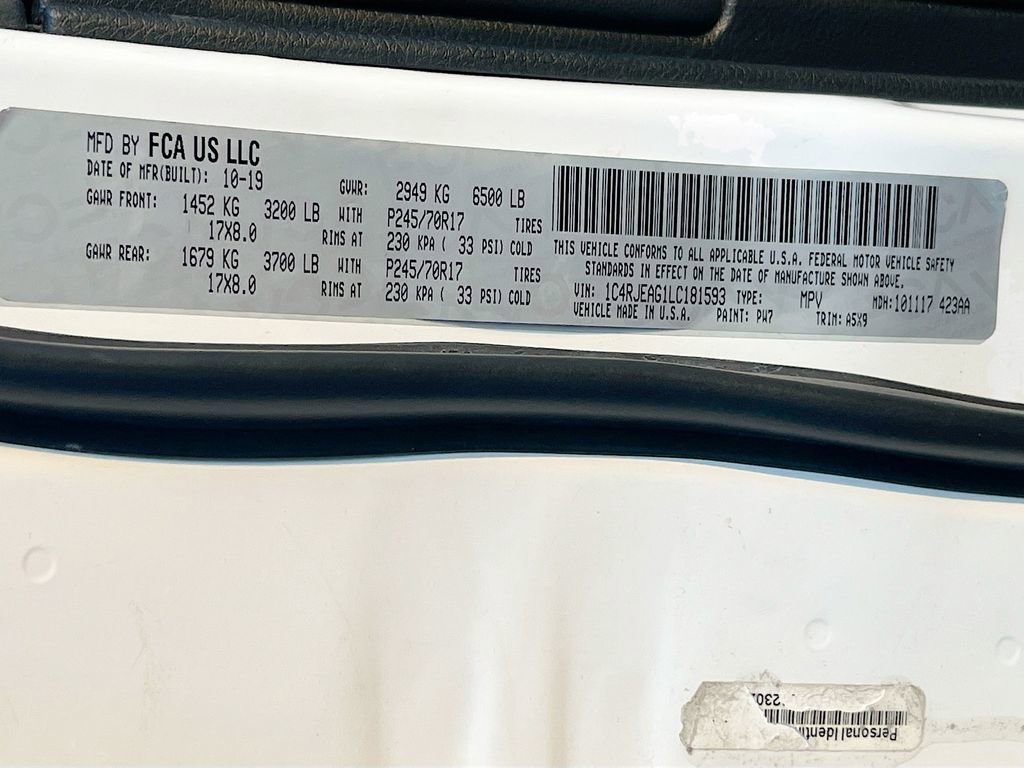 MFD BY FCA US LLC
DATE OF MFR(BUILT): 10-19 GVWR: 2949 KG 6500 LB
GAWR FRONT: 1452 KG 3200 LB WITH P245/70R17 TIRES
17X8.0 RIMS AT 230 KPA ( 33 PSI) COLD
GAWR REAR: 1679 KG 3700 LB WITH P245/70R17 TIRES
17X8.0 RIMS AT 230 KPA ( 33 PSI) COLD
THIS VEHICLE CONFORMS TO ALL APPLICABLE U.S.A. FEDERAL MOTOR VEHICLE SAFETY
STANDARDS IN EFFECT ON THE DATE OF MANUFACTURE SHOWN ABOVE.
VIN: 1C4RJEAG1LC181593 TYPE: MPV MDH: 101117 423AA
VEHICLE MADE IN U.S.A. PAINT: PW7 TRIM: A5X9
Personal